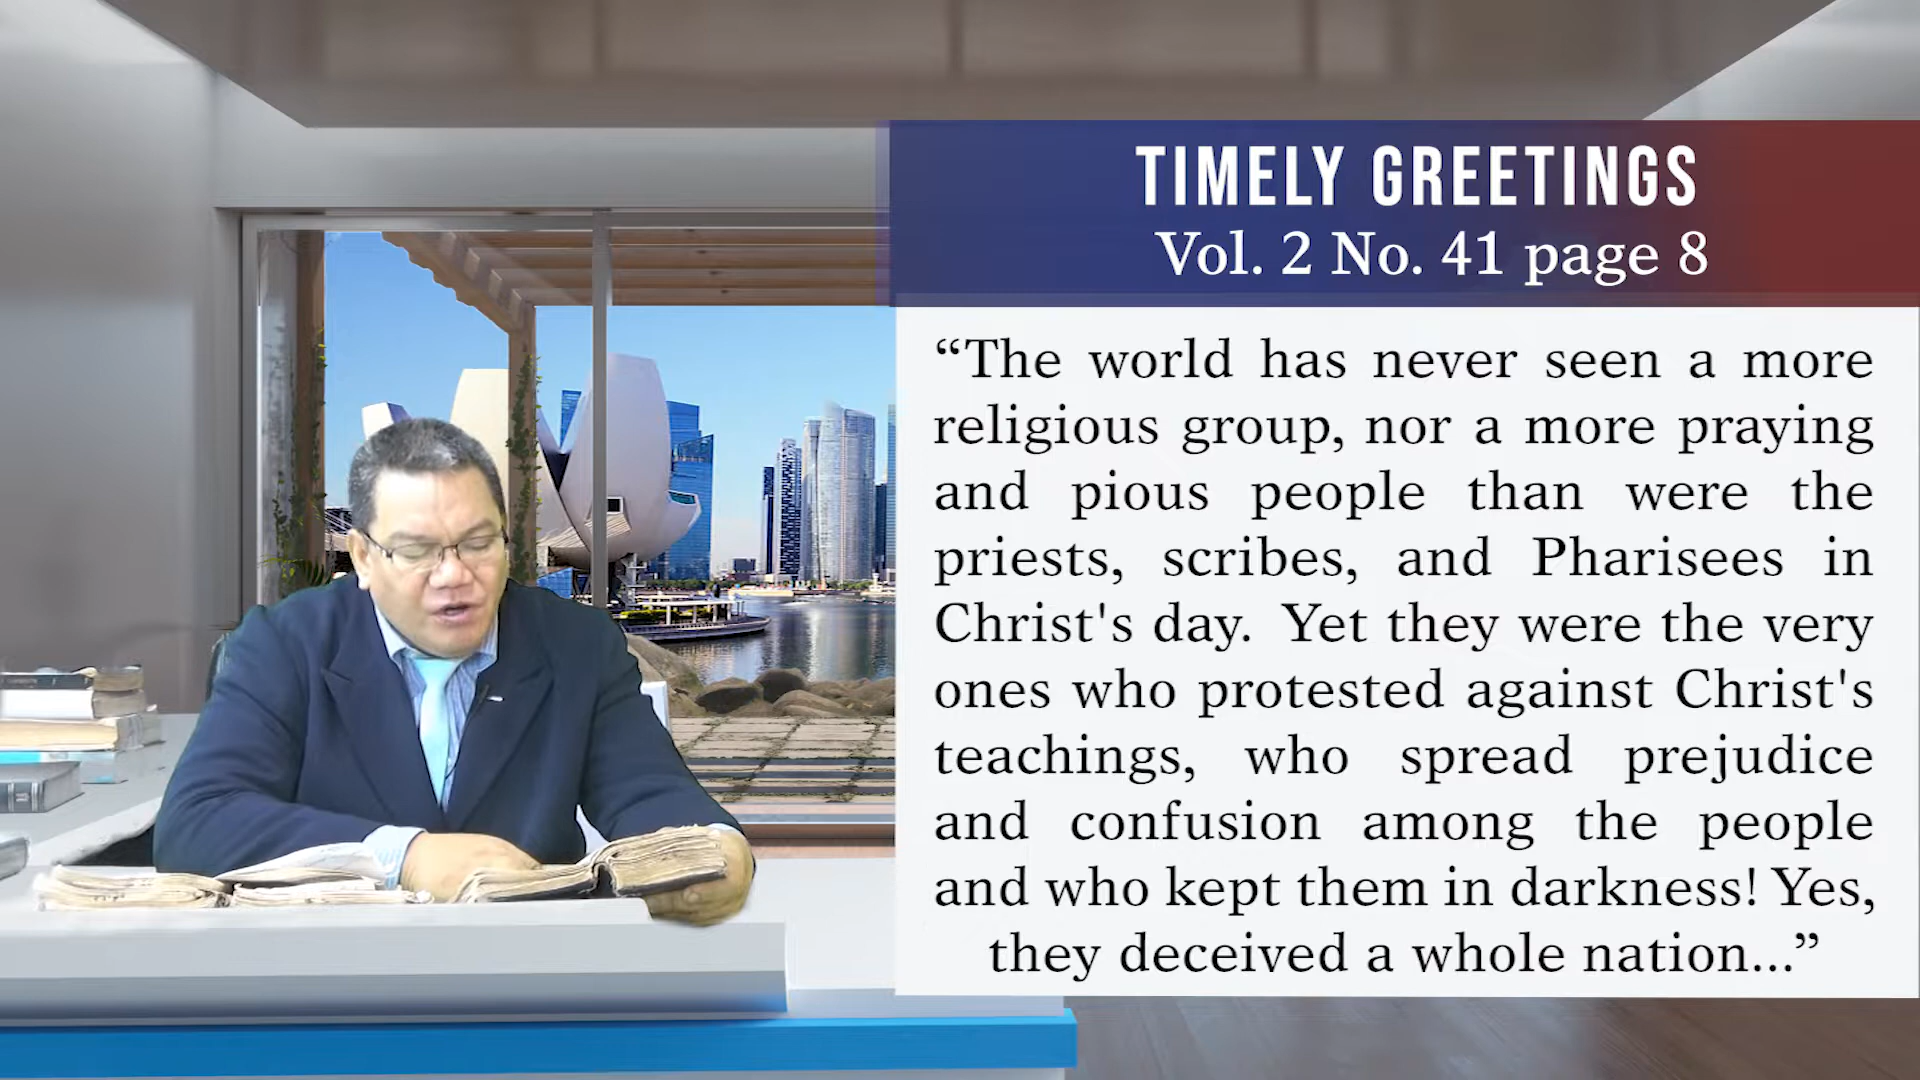 TIMELY GREETINGS
Vol. 2 No. 41 page 8
“The world has never seen a more
religious group, nor a more praying
and pious people than were the
priests, scribes, and Pharisees in
Christ's day. Yet they were the very
ones who protested against Christ's
teachings, who spread prejudice
and confusion among the people
and who kept them in darkness! Yes,
they deceived a whole nation...”